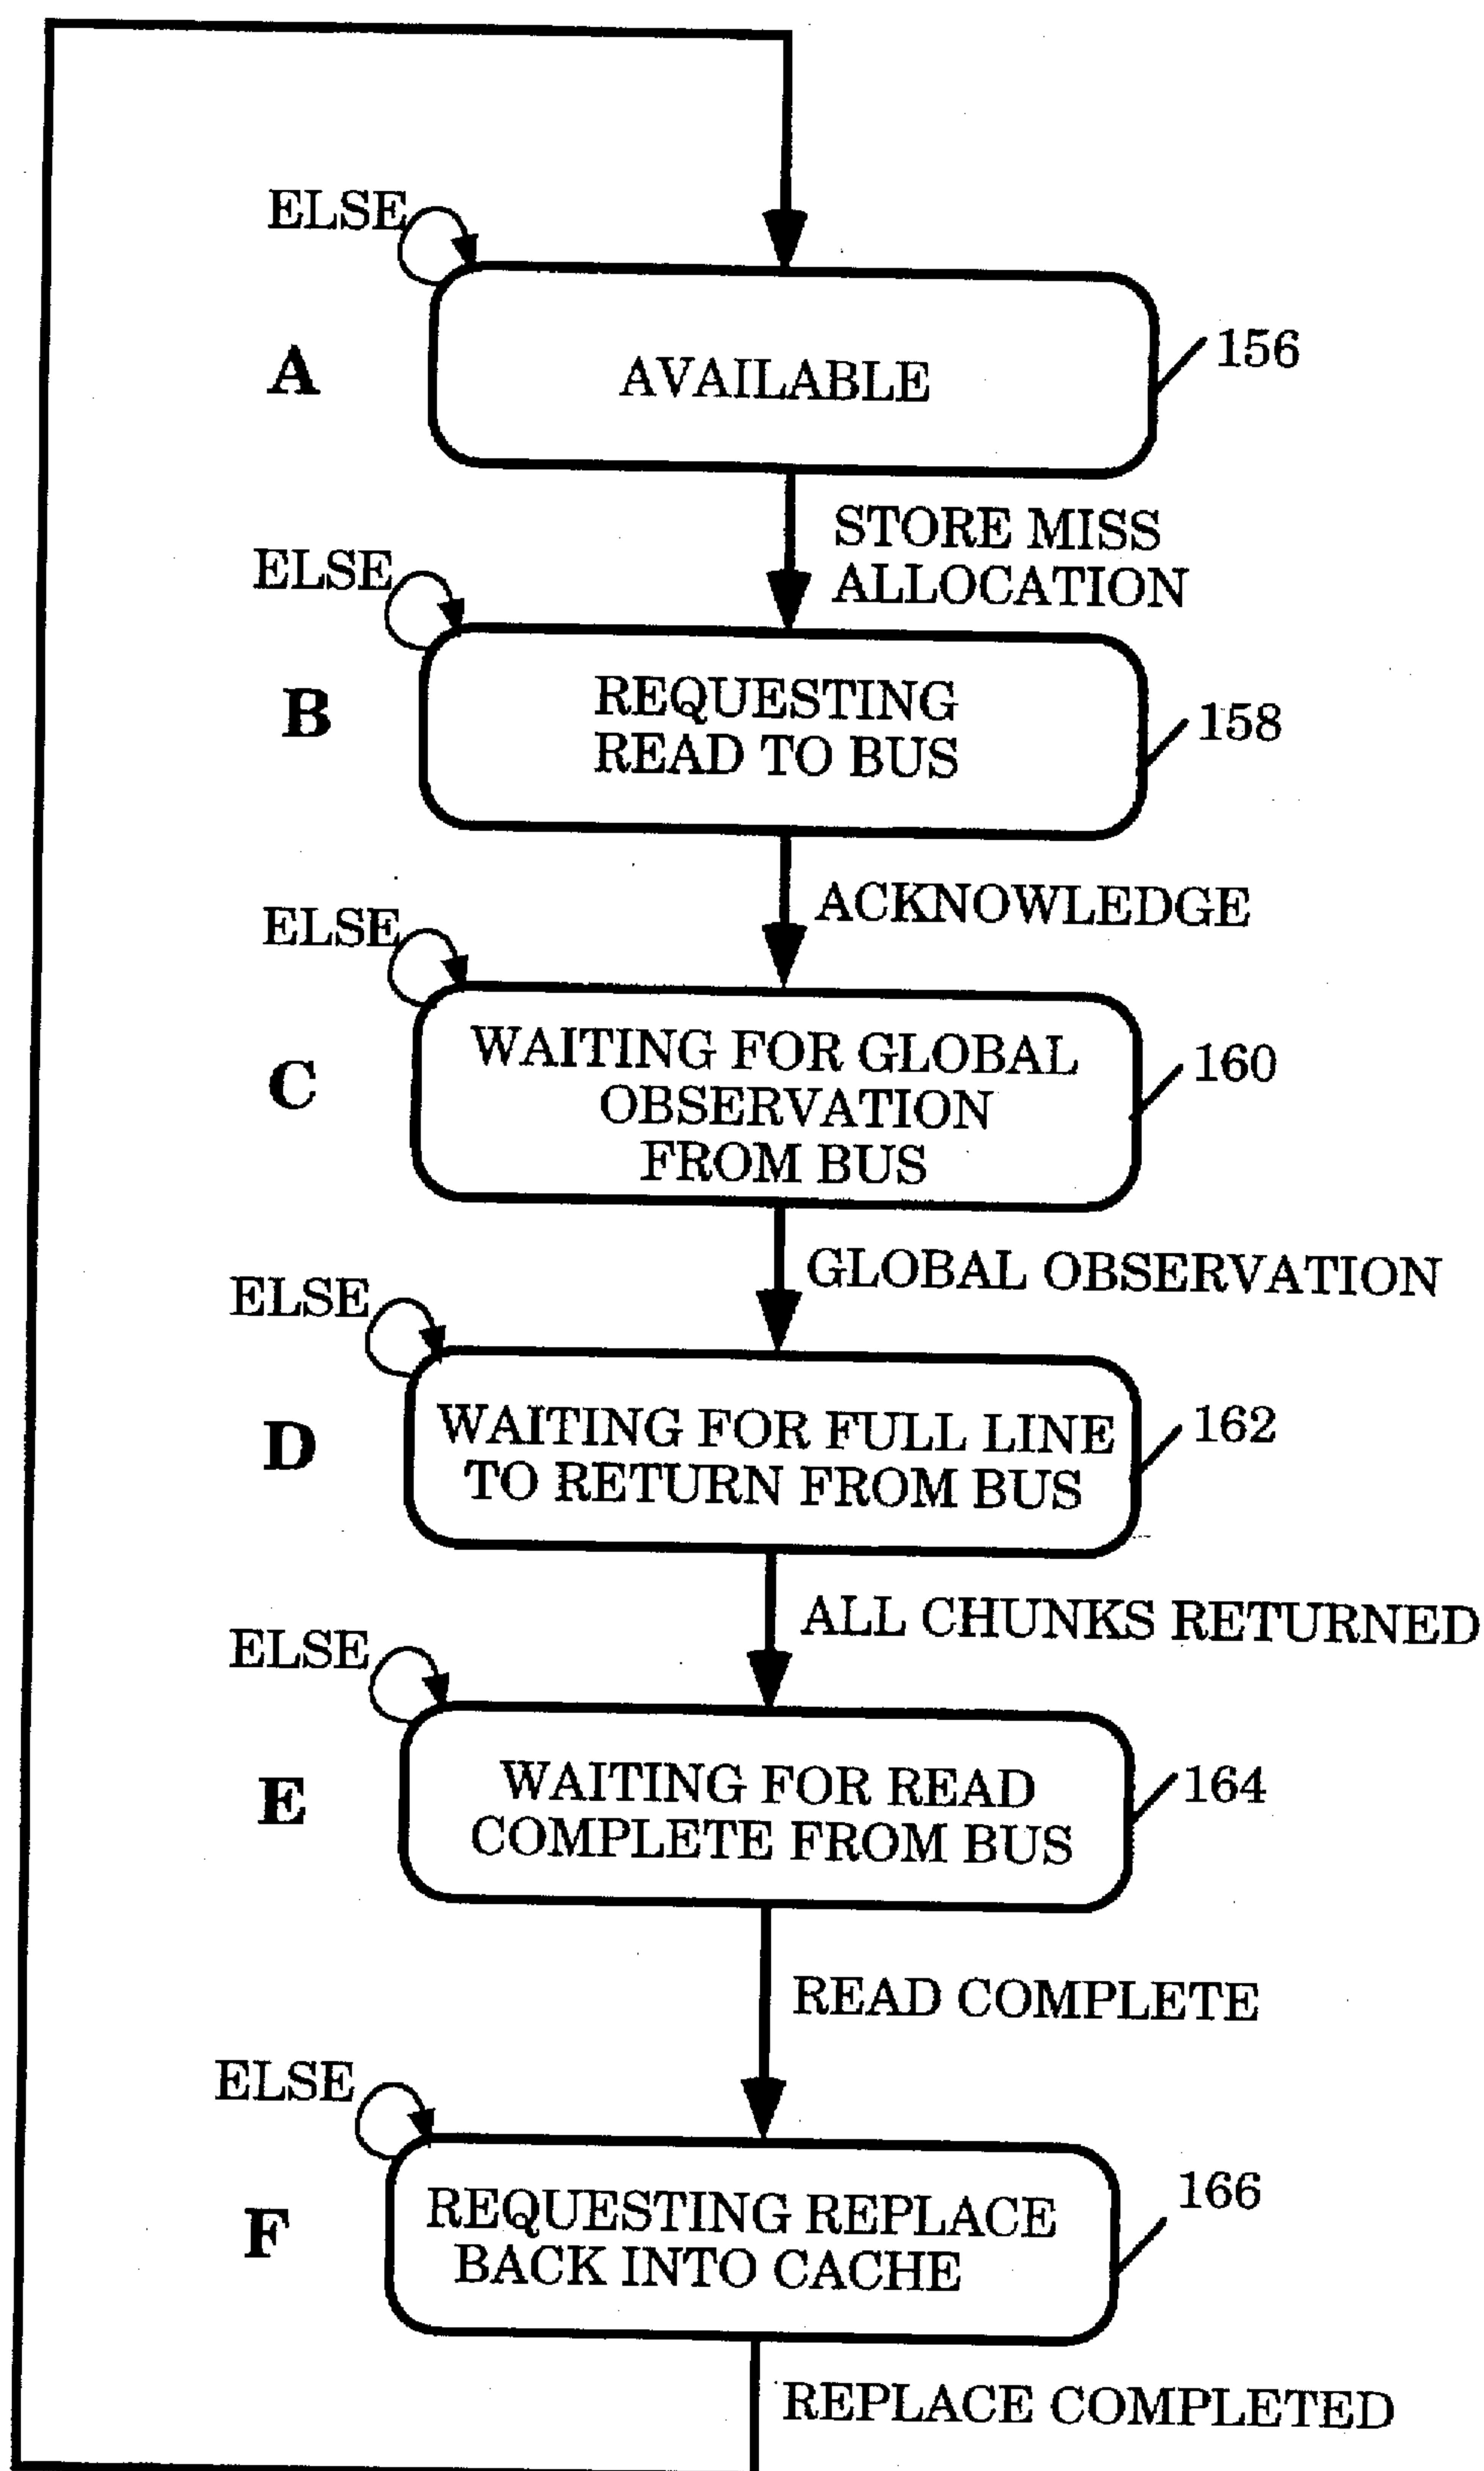 ELSE
A
AVAILABLE
156
STORE MISS
ALLOCATION
ELSE
B
REQUESTING
READ TO BUS
158
ACKNOWLEDGE
ELSE
C
WAITING FOR GLOBAL
OBSERVATION
FROM BUS
160
GLOBAL OBSERVATION
ELSE
D
WAITING FOR FULL LINE
TO RETURN FROM BUS
162
ALL CHUNKS RETURNED
ELSE
E
WAITING FOR READ
COMPLETE FROM BUS
164
READ COMPLETE
ELSE
F
REQUESTING REPLACE
BACK INTO CACHE
166
REPLACE COMPLETED